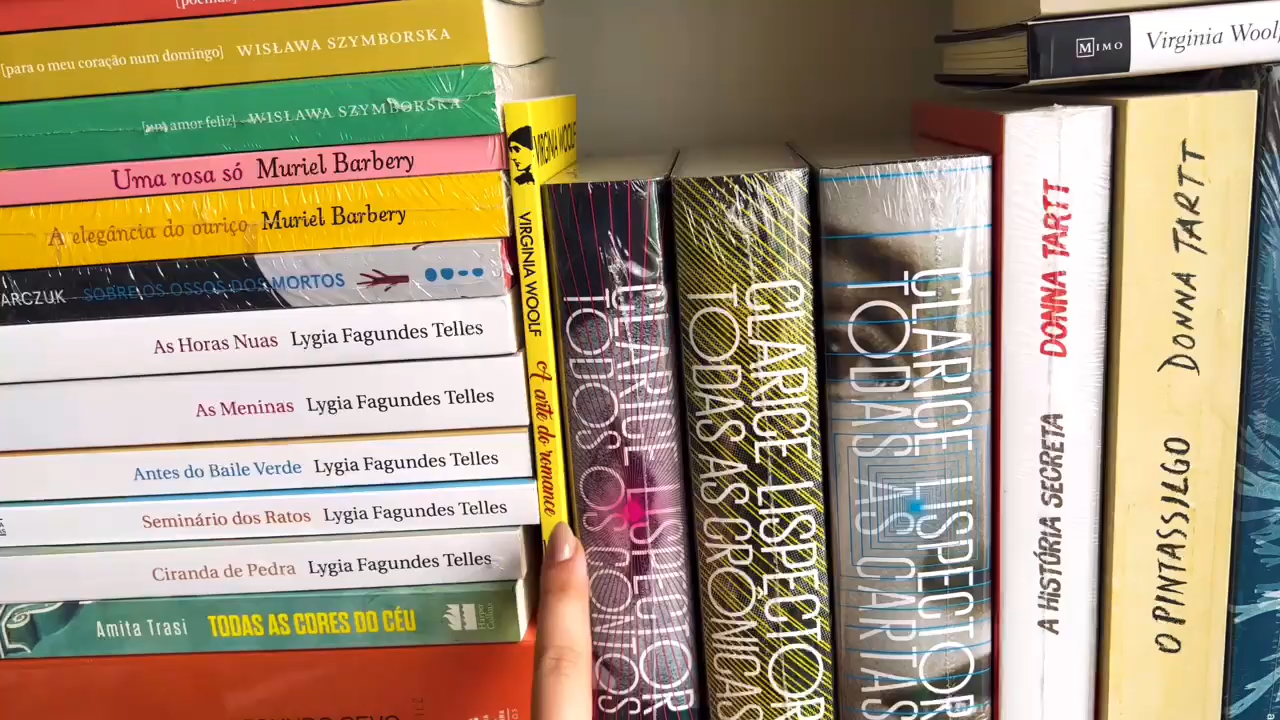 [poemas]
[para o meu coração num domingo] WISŁAWA SZYMBORSKA
[um amor feliz] WISŁAWA SZYMBORSKA
Uma rosa só Muriel Barbery
A elegância do ouriço Muriel Barbery
ARCZUK SOBRE OS OSSOS DOS MORTOS
As Horas Nuas Lygia Fagundes Telles
As Meninas Lygia Fagundes Telles
Antes do Baile Verde Lygia Fagundes Telles
Seminário dos Ratos Lygia Fagundes Telles
Ciranda de Pedra Lygia Fagundes Telles
Amita Trasi TODAS AS CORES DO CÉU Harper Collins
VIRGINIA WOOLF
VIRGINIA WOOLF A arte do romance
CLARICE LISPECTOR
TODOS OS CONTOS
CLARICE LISPECTOR
TODAS AS CRÔNICAS
CLARICE LISPECTOR
TODAS AS CARTAS
DONNA TARTT A HISTÓRIA SECRETA
DONNA TARTT O PINTASSILGO
MIMO Virginia Woolf